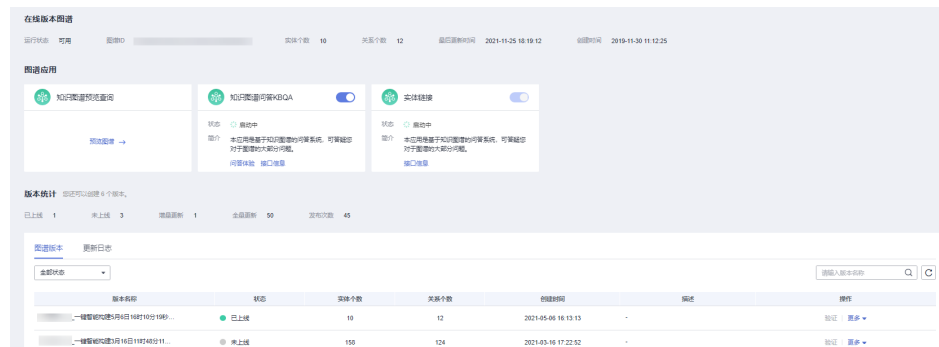 在线版本图谱
运行状态 可用 图谱ID 实体个数 10 关系个数 12 最后更新时间 2021-11-25 18:19:12 创建时间 2019-11-30 11:12:25
图谱应用
知识图谱预览查询 知识图谱问答KBQA 实体链接
预览图谱 →
状态 启动中 状态 启动中
简介 本应用是基于知识图谱的问答系统，可答疑您 简介 本应用是基于知识图谱的问答系统，可答疑您
对于图谱的大部分问题。 对于图谱的大部分问题。
问答体验 接口信息 接口信息
版本统计 您还可以创建 6 个版本。
已上线 1 未上线 3 增量更新 1 全量更新 50 发布次数 45
图谱版本 更新日志
全部状态 请输入版本名称
版本名称 状态 实体个数 关系个数 创建时间 描述 操作
_一键智能构建5月6日16时10分19秒... 已上线 10 12 2021-05-06 16:13:13 - 验证 更多
_一键智能构建3月16日11时48分11... 未上线 158 124 2021-03-16 17:22:52 - 验证 更多